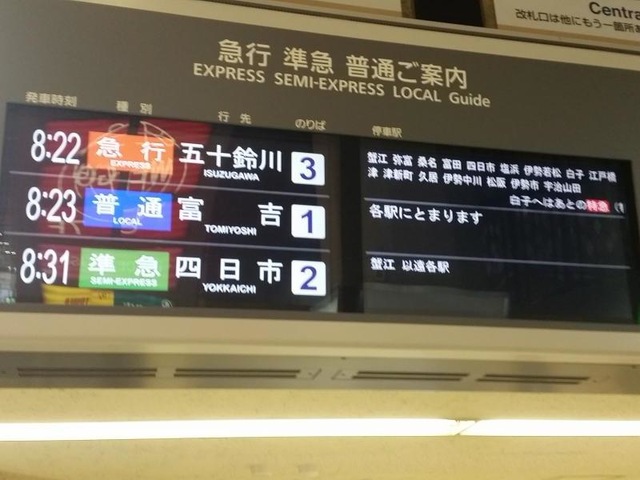 Centra
改札口は他にもう一箇所あ
急行 準急 普通ご案内
EXPRESS SEMI-EXPRESS LOCAL Guide
発車時刻 種別 行先 のりば 停車駅
8:22 急行 EXPRESS 五十鈴川 ISUZUGAWA 3
蟹江 弥富 桑名 富田 四日市 塩浜 伊勢若松 白子 江戸橋
津 津新町 久居 伊勢中川 松阪 伊勢市 宇治山田
白子へはあとの特急
8:23 普通 LOCAL 富吉 TOMIYOSHI 1
各駅にとまります
8:31 準急 SEMI-EXPRESS 四日市 YOKKAICHI 2
蟹江 以遠各駅